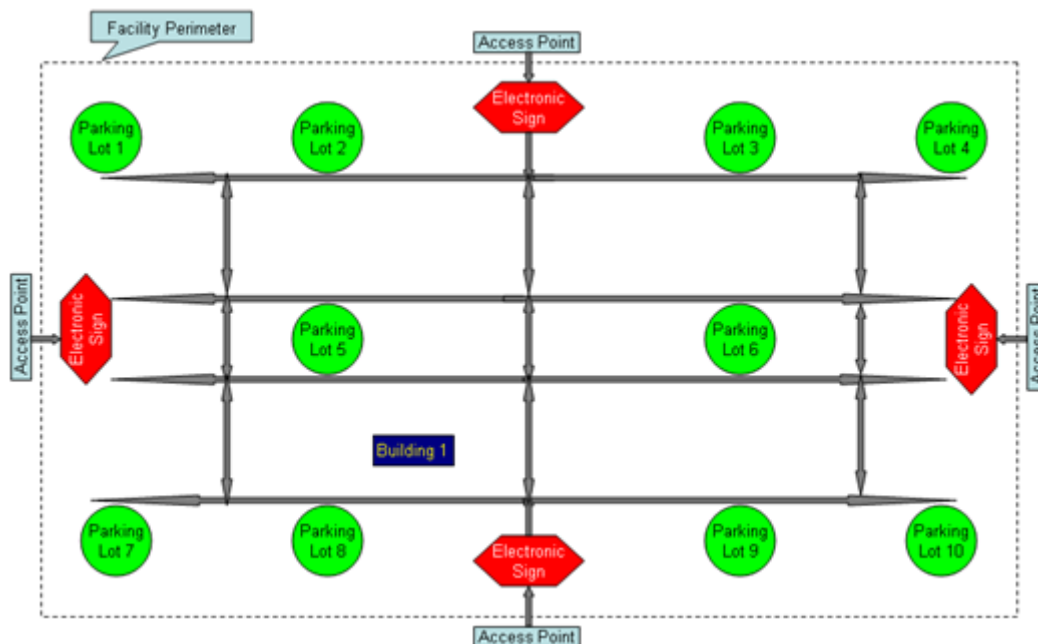 Facility Perimeter
Access Point
Electronic
Sign
Parking
Lot 1
Parking
Lot 2
Parking
Lot 3
Parking
Lot 4
Access Point
Electronic
Sign
Parking
Lot 5
Parking
Lot 6
Electronic
Sign
Access Point
Building 1
Parking
Lot 7
Parking
Lot 8
Electronic
Sign
Parking
Lot 9
Parking
Lot 10
Access Point